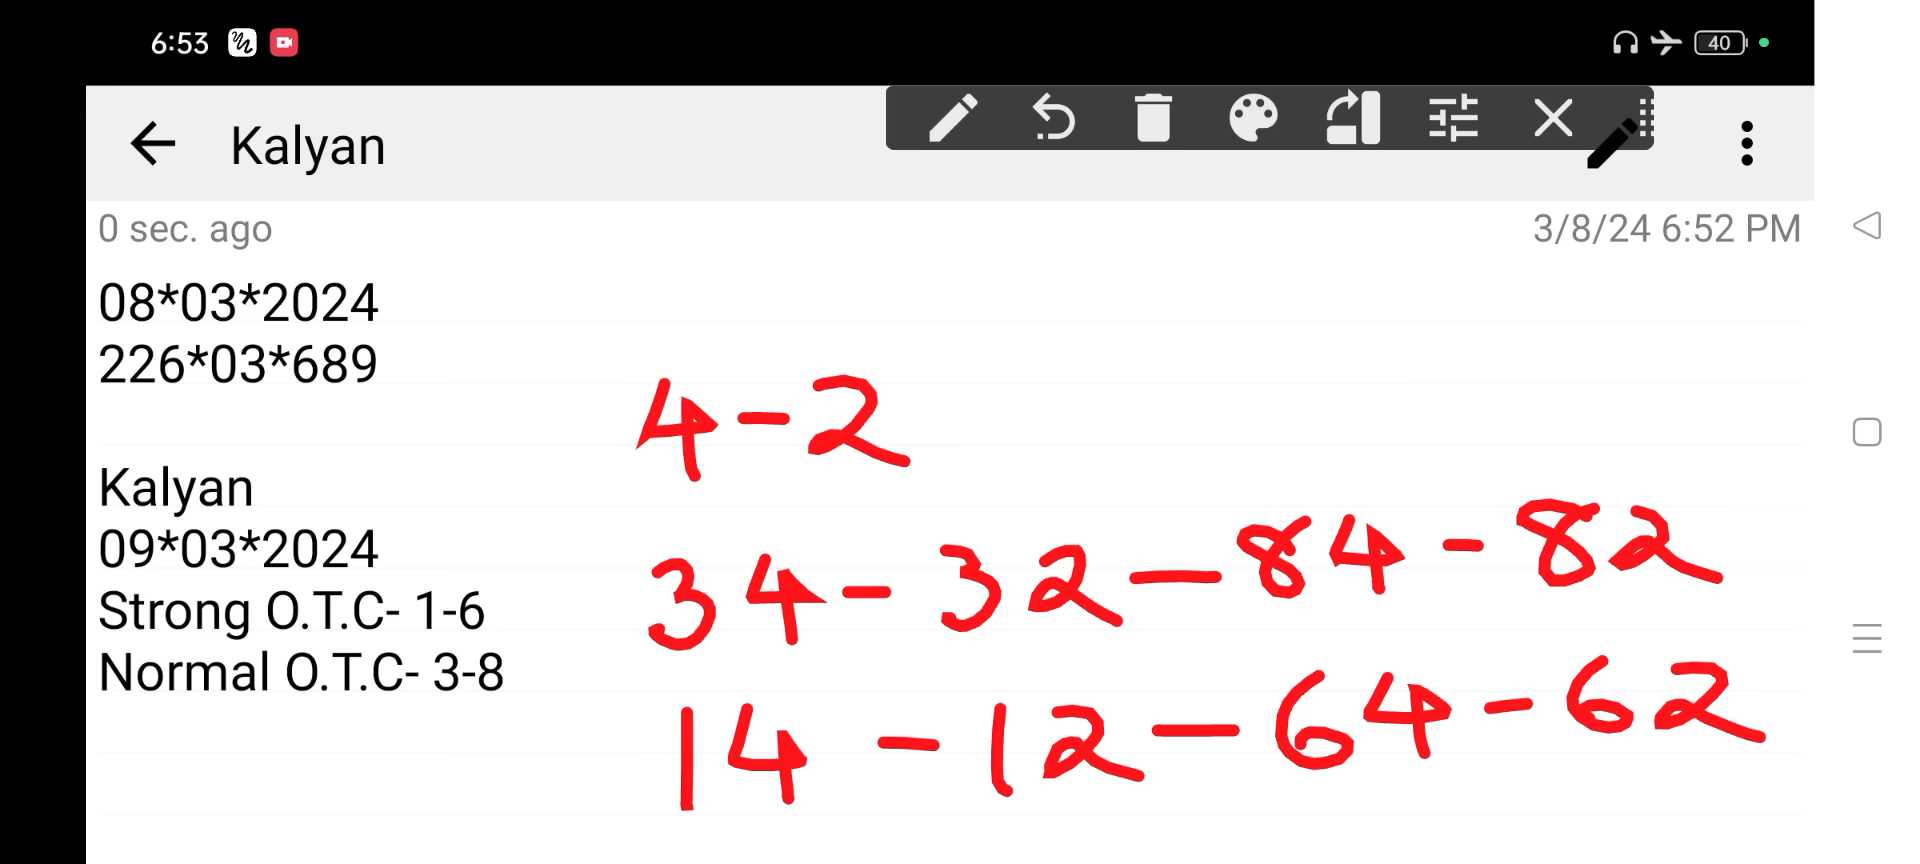 6:53
40
Kalyan
0 sec. ago
3/8/24 6:52 PM
08*03*2024
226*03*689
4-2
Kalyan
09*03*2024
Strong O.T.C- 1-6
Normal O.T.C- 3-8
34-32-84-82
14-12-64-62